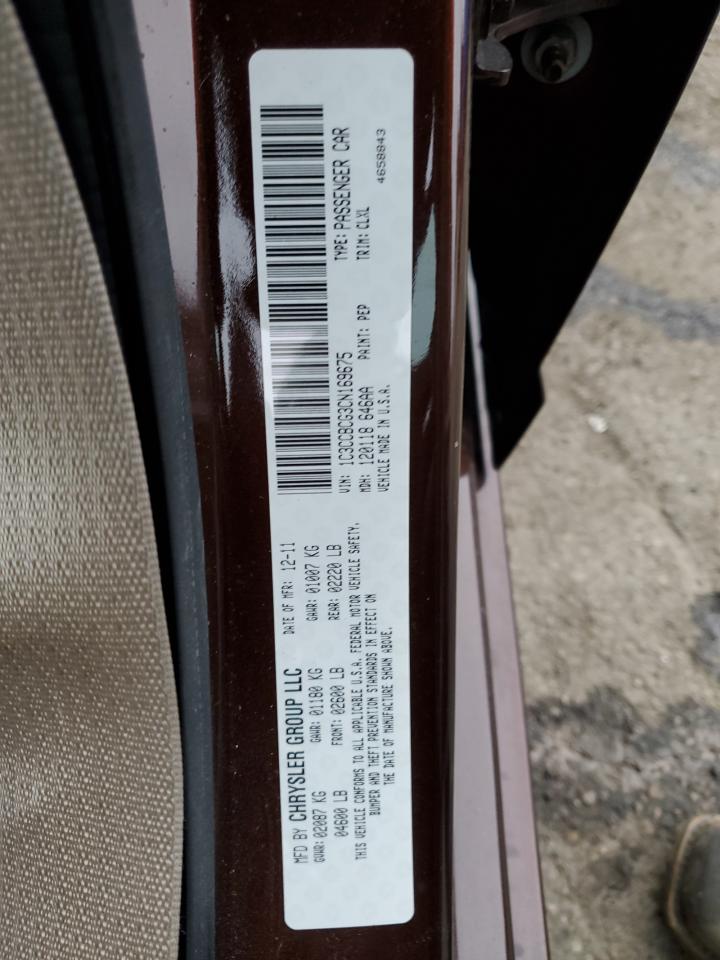 MFD BY CHRYSLER GROUP LLC DATE OF MFR: 12-11
GVWR: 02087 KG GAWR: 01180 KG GAWR: 01007 KG
04600 LB FRONT: 02600 LB REAR: 02220 LB
THIS VEHICLE CONFORMS TO ALL APPLICABLE U.S.A. FEDERAL MOTOR VEHICLE SAFETY,
BUMPER AND THEFT PREVENTION STANDARDS IN EFFECT ON
THE DATE OF MANUFACTURE SHOWN ABOVE.
VIN: 1C3CCBCG3CN169675 TYPE: PASSENGER CAR
MDH: 120118 646AA PAINT: PEP TRIM: CLXL
VEHICLE MADE IN U.S.A.
4658843